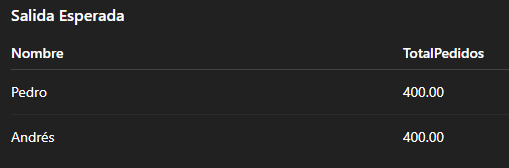 Salida Esperada
Nombre TotalPedidos
Pedro 400.00
Andrés 400.00